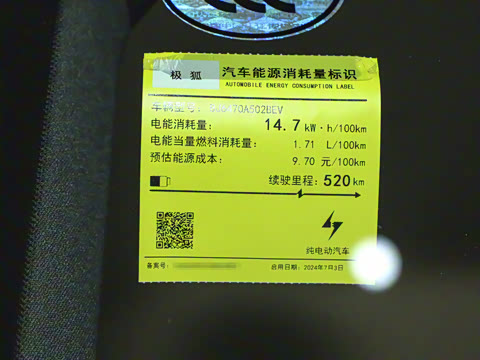 极狐 汽车能源消耗量标识
AUTOMOBILE ENERGY CONSUMPTION LABEL
车辆型号:
电能消耗量: 14.7 kW·h/100km
电能当量燃料消耗量: 1.71 L/100km
预估能源成本: 9.70 元/100km
续驶里程: 520 km
纯电动汽车
备案号:
启用日期: 2024年7月3日